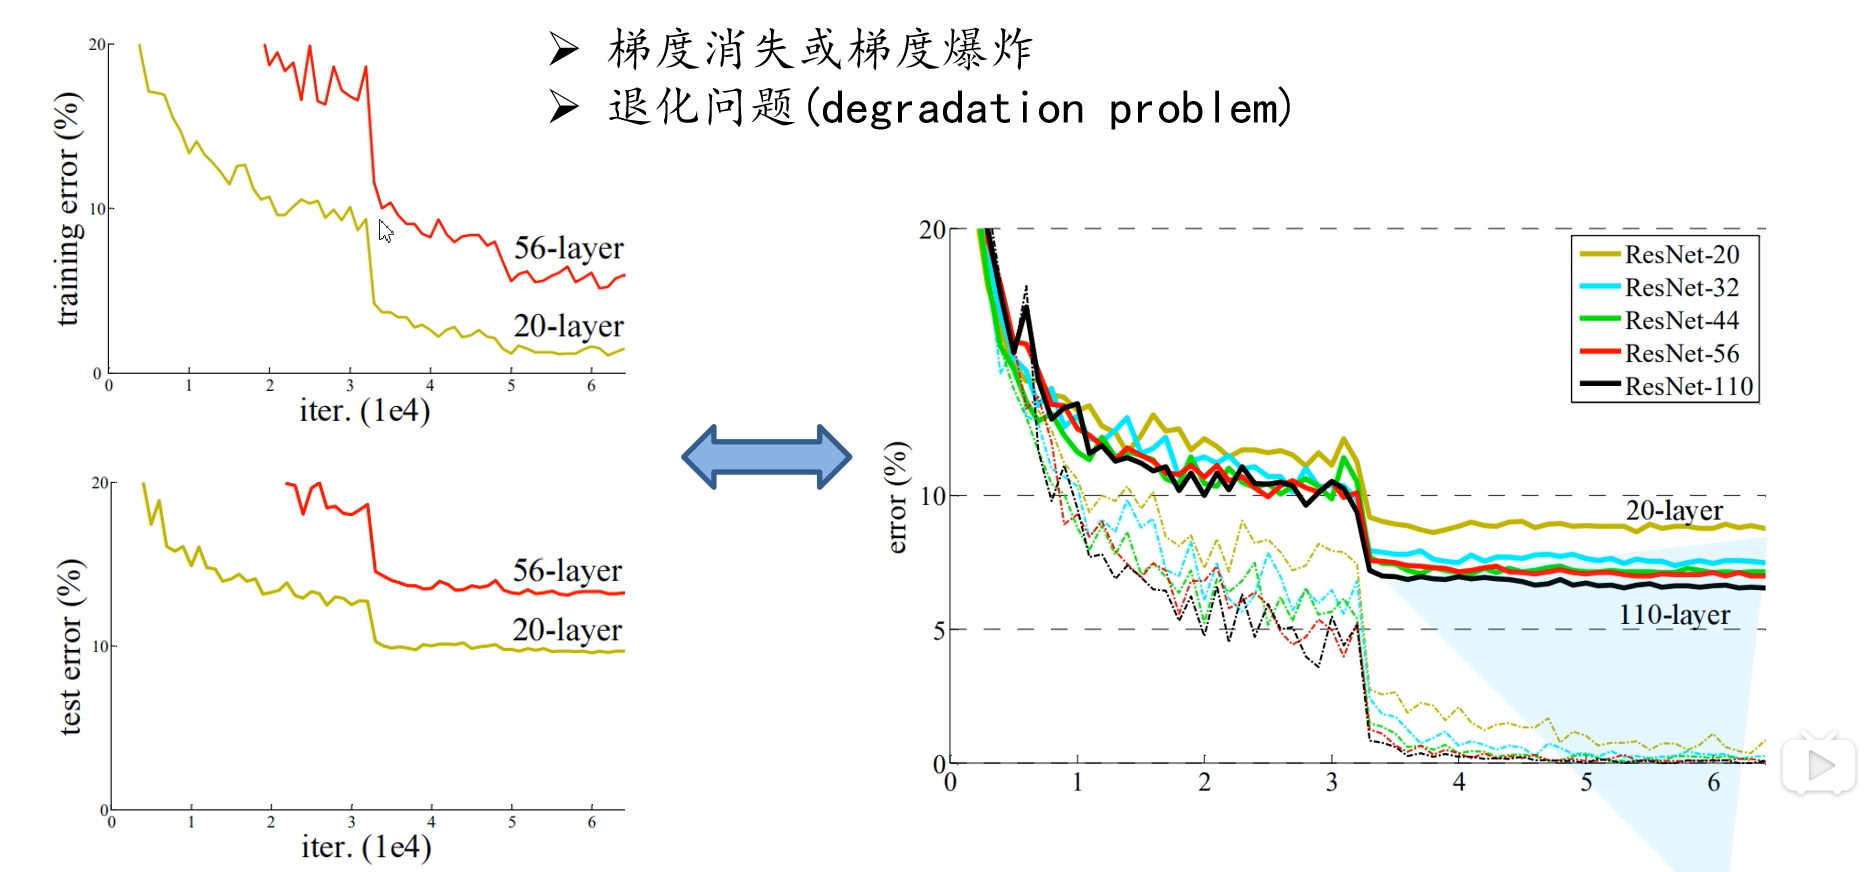 ➢ 梯度消失或梯度爆炸
➢ 退化问题(degradation problem)
20
10
0
training error (%)
56-layer
20-layer
0 1 2 3 4 5 6
iter. (1e4)
20
10
0
test error (%)
56-layer
20-layer
0 1 2 3 4 5 6
iter. (1e4)
20
10
5
0
error (%)
ResNet-20
ResNet-32
ResNet-44
ResNet-56
ResNet-110
20-layer
110-layer
0 1 2 3 4 5 6